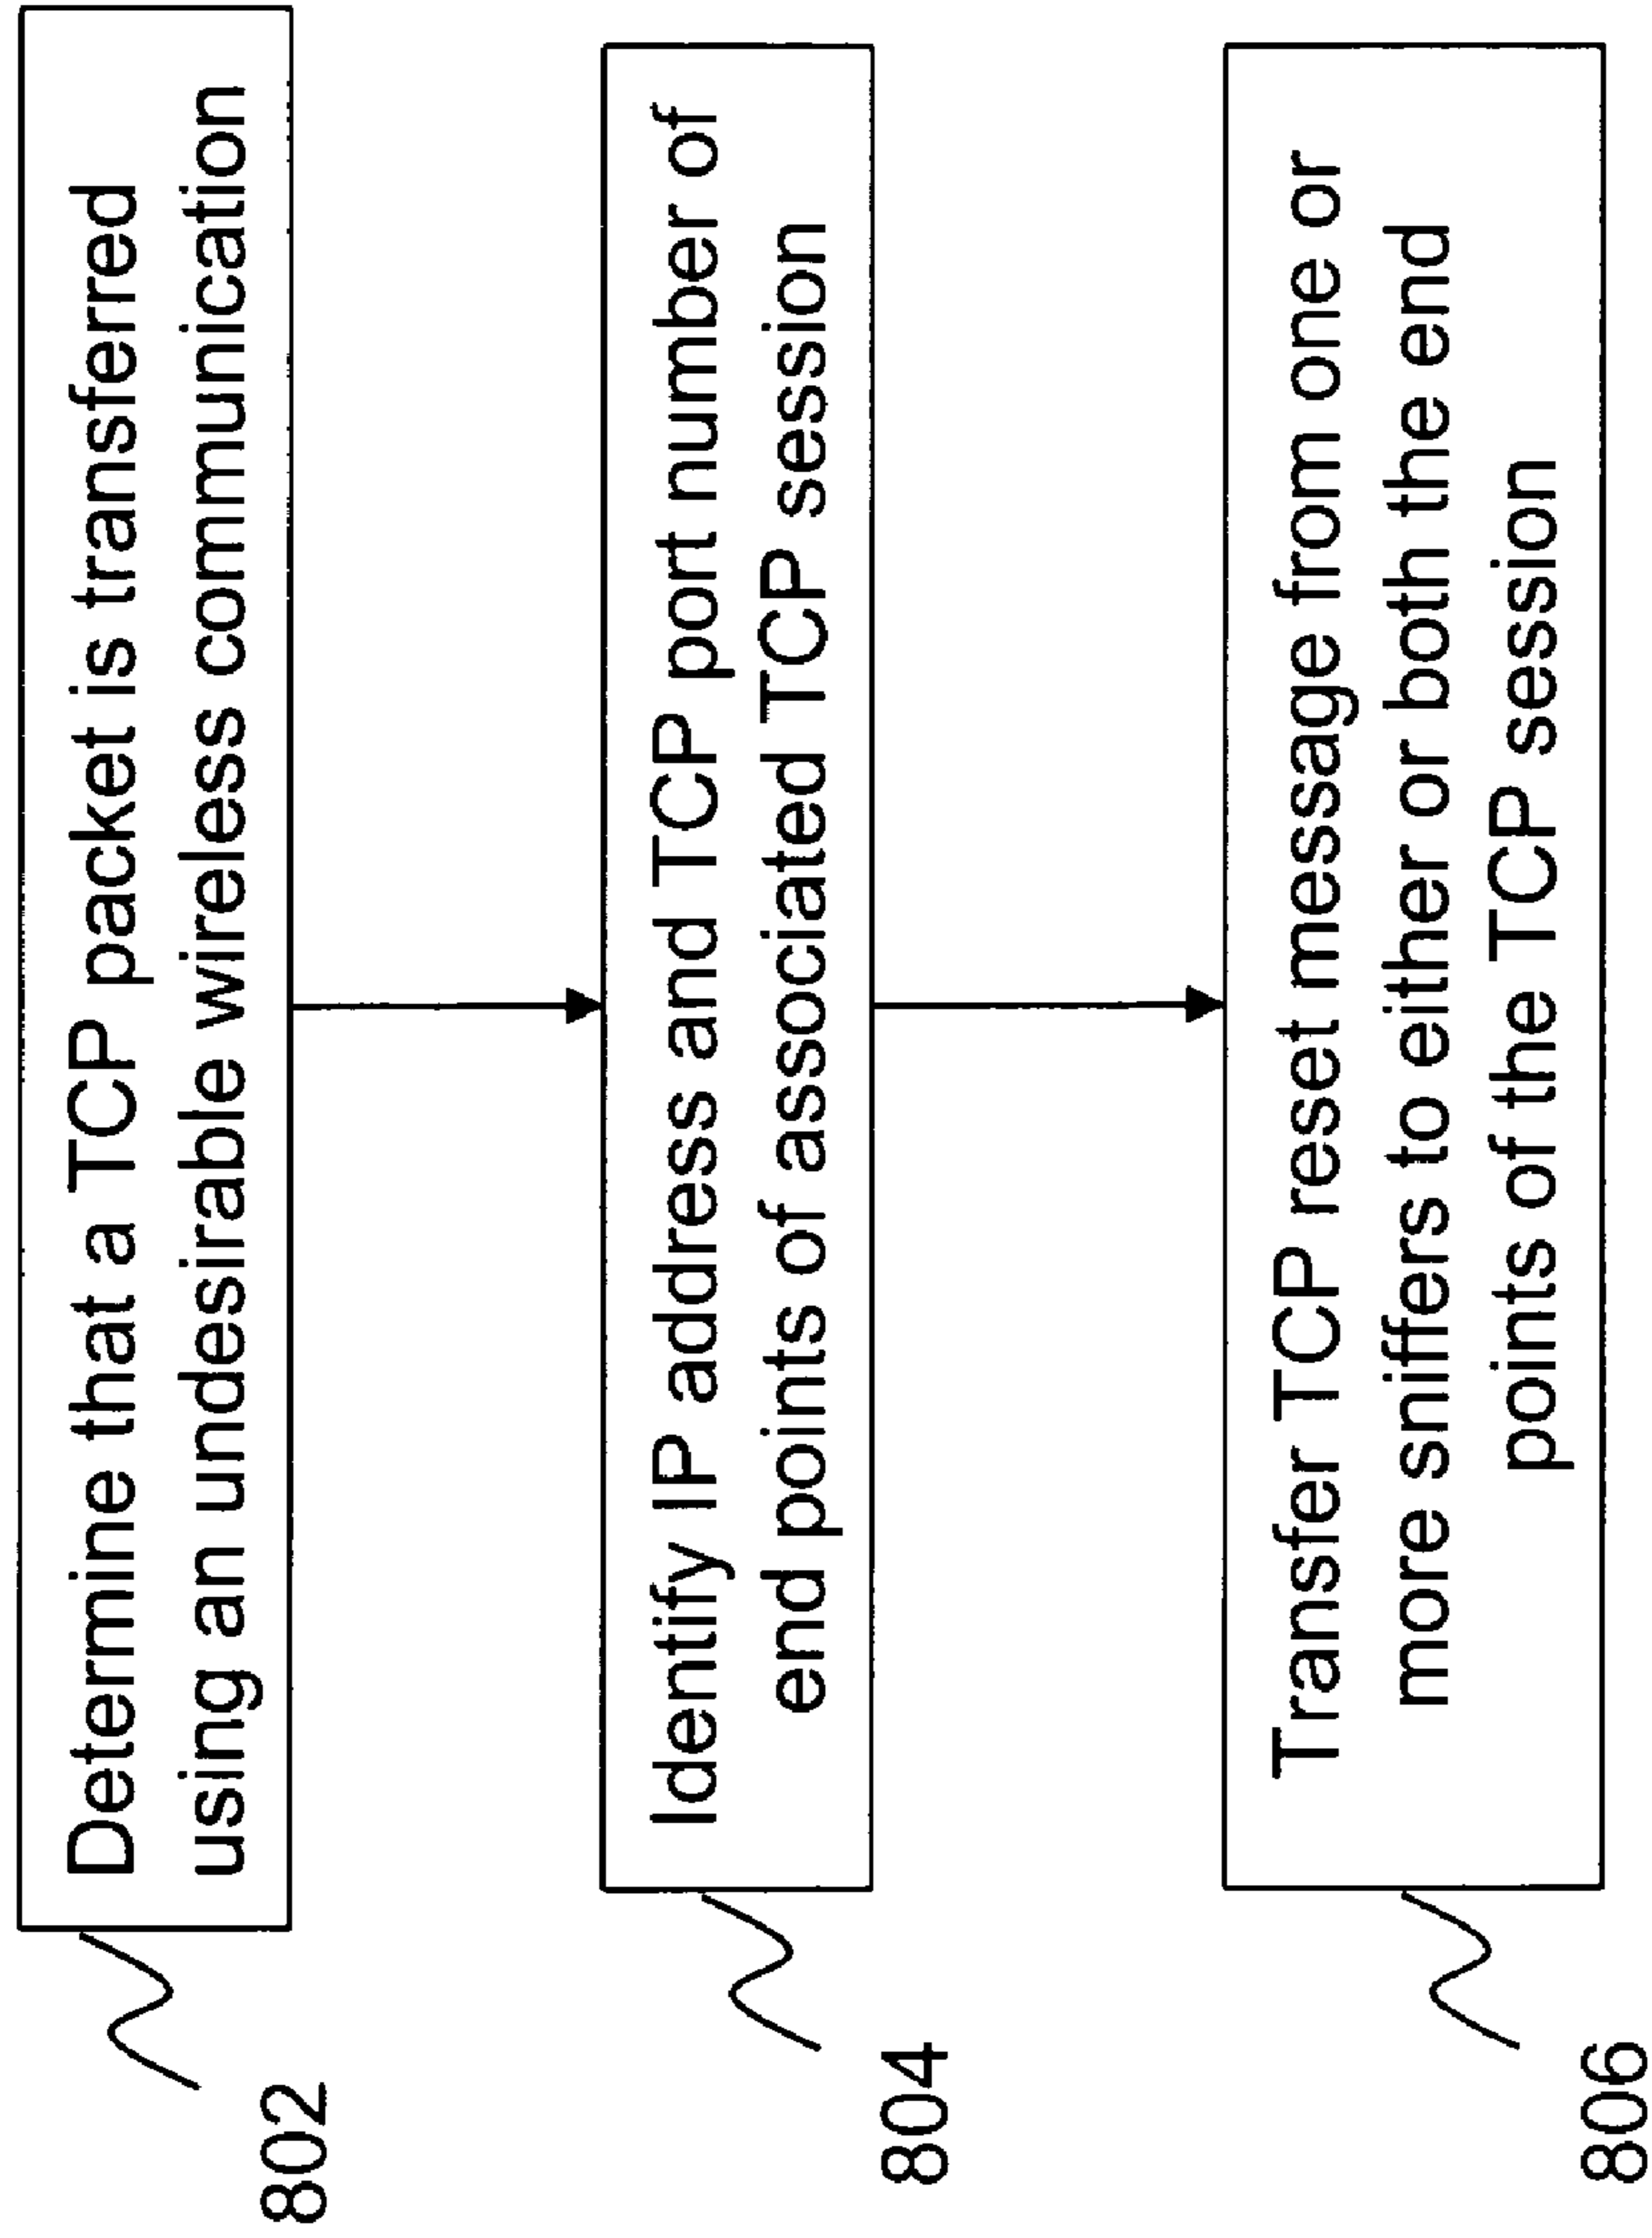 Determine that a TCP packet is transferred
using an undesirable wireless communication
802
Identify IP address and TCP port number of
end points of associated TCP session
804
Transfer TCP reset message from one or
more sniffers to either or both the end
points of the TCP session
806